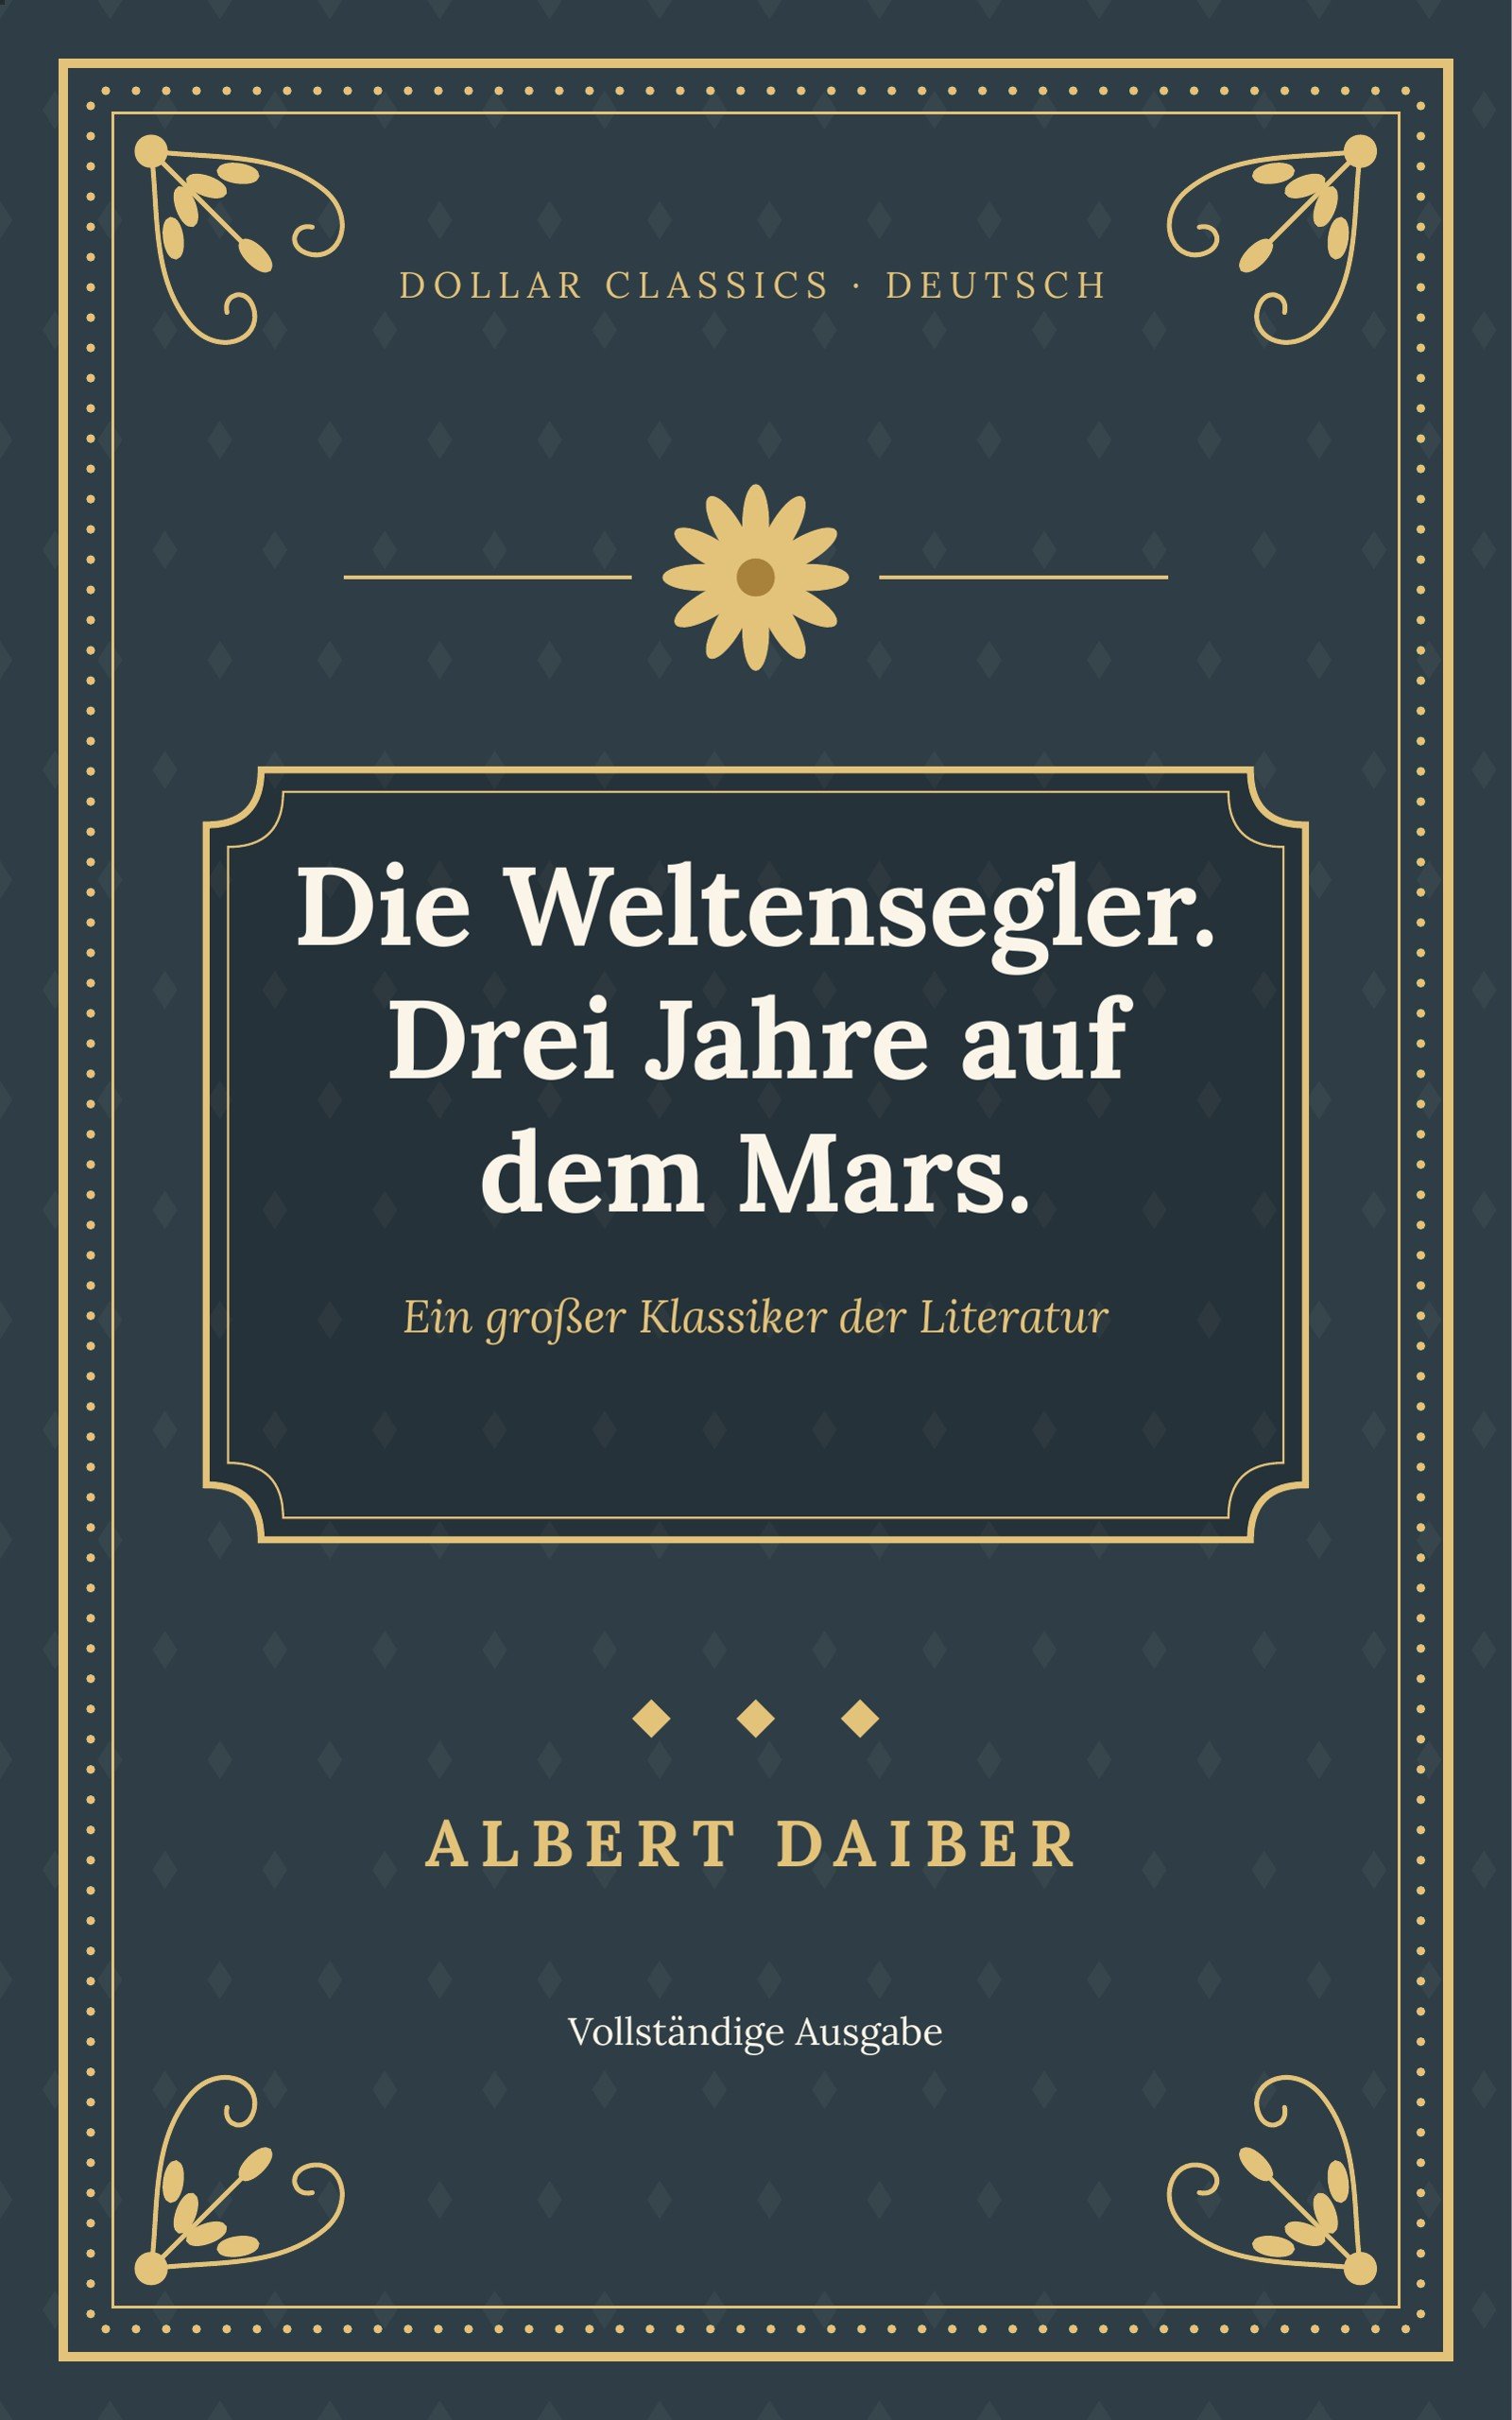 DOLLAR CLASSICS · DEUTSCH
Die Weltensegler.
Drei Jahre auf
dem Mars.
Ein großer Klassiker der Literatur
ALBERT DAIBER
Vollständige Ausgabe